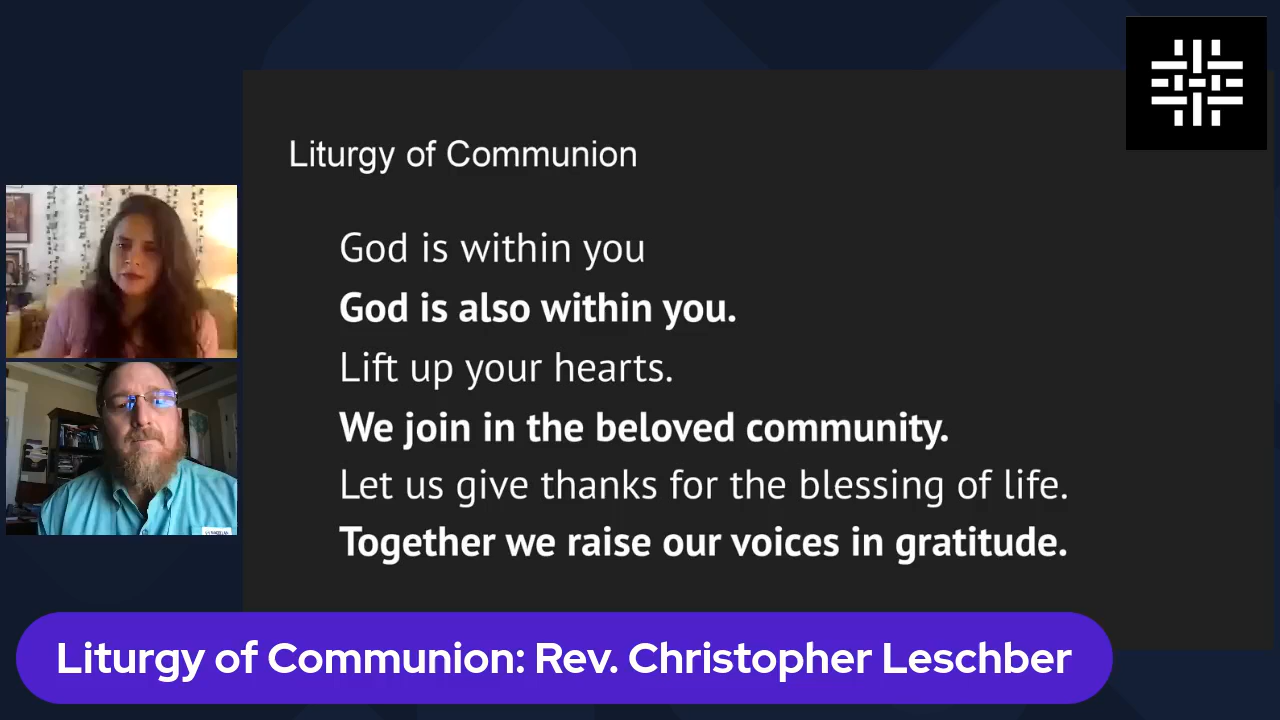 Liturgy of Communion
God is within you
God is also within you.
Lift up your hearts.
We join in the beloved community.
Let us give thanks for the blessing of life.
Together we raise our voices in gratitude.
Liturgy of Communion: Rev. Christopher Leschber